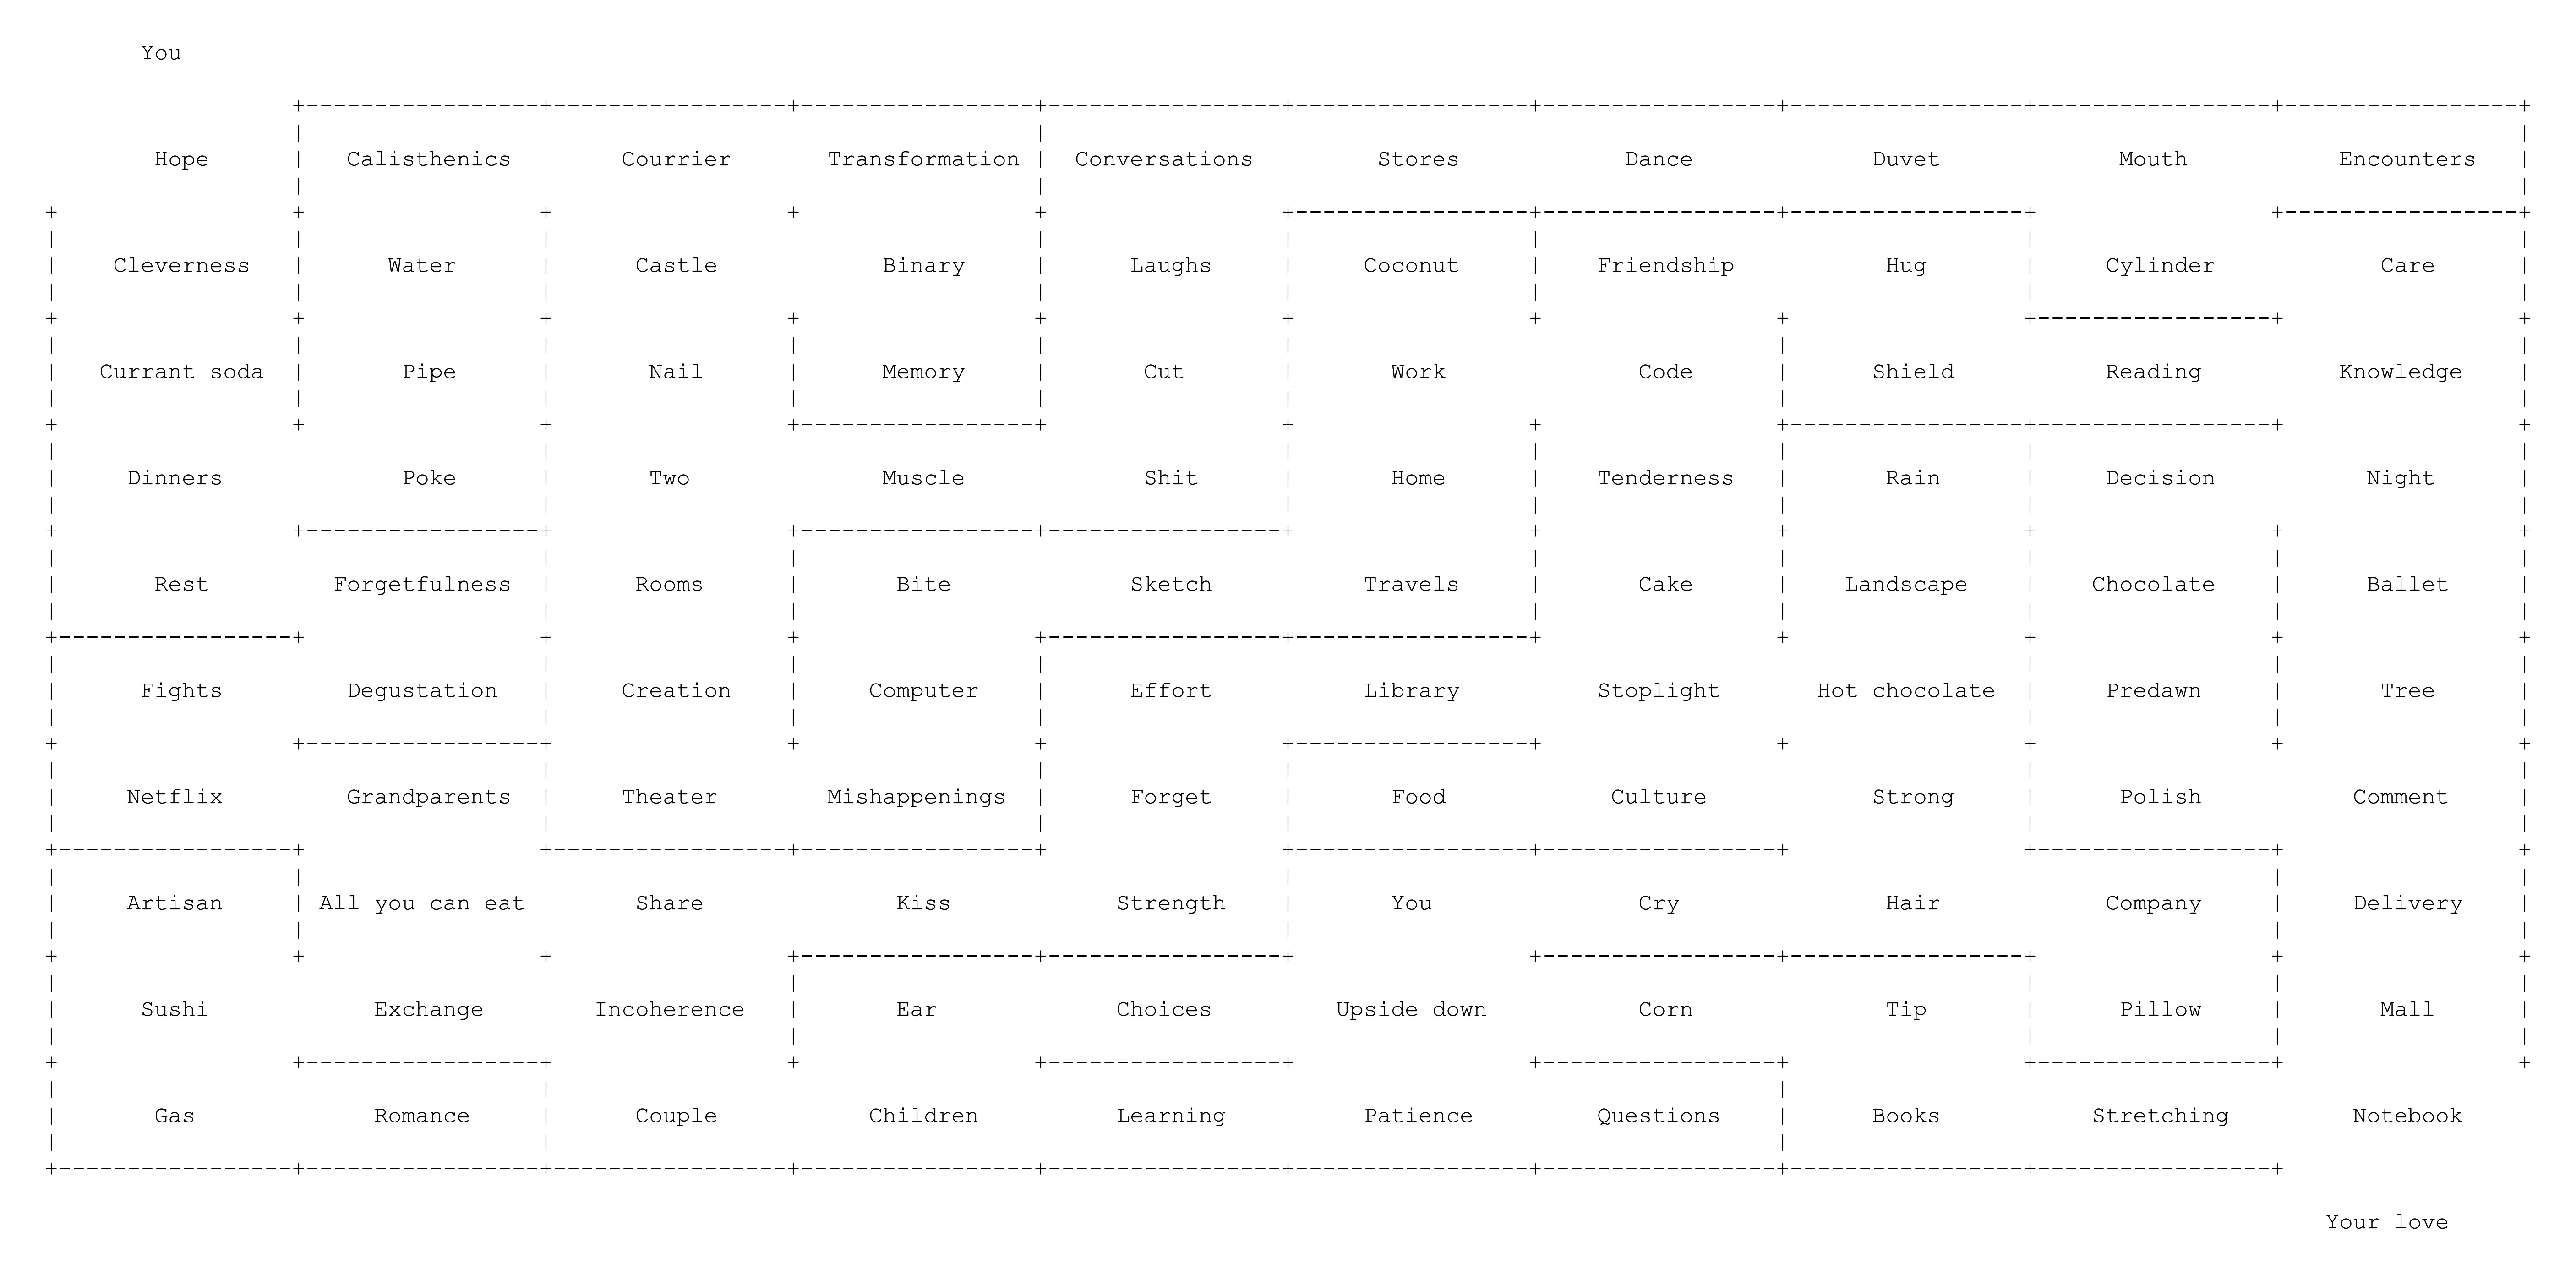 You
Hope Calisthenics Courrier Transformation Conversations Stores Dance Duvet Mouth Encounters
Cleverness Water Castle Binary Laughs Coconut Friendship Hug Cylinder Care
Currant soda Pipe Nail Memory Cut Work Code Shield Reading Knowledge
Dinners Poke Two Muscle Shit Home Tenderness Rain Decision Night
Rest Forgetfulness Rooms Bite Sketch Travels Cake Landscape Chocolate Ballet
Fights Degustation Creation Computer Effort Library Stoplight Hot chocolate Predawn Tree
Netflix Grandparents Theater Mishappenings Forget Food Culture Strong Polish Comment
Artisan All you can eat Share Kiss Strength You Cry Hair Company Delivery
Sushi Exchange Incoherence Ear Choices Upside down Corn Tip Pillow Mall
Gas Romance Couple Children Learning Patience Questions Books Stretching Notebook
Your love